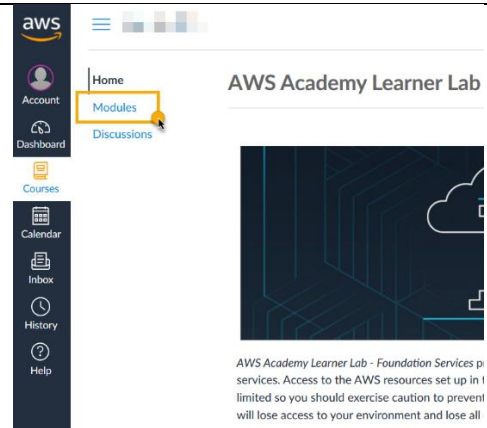 aws
Account
Dashboard
Courses
Calendar
Inbox
History
Help
Home
Modules
Discussions
AWS Academy Learner Lab
AWS Academy Learner Lab - Foundation Services
services. Access to the AWS resources set up in
limited so you should exercise caution to prevent
will lose access to your environment and lose all